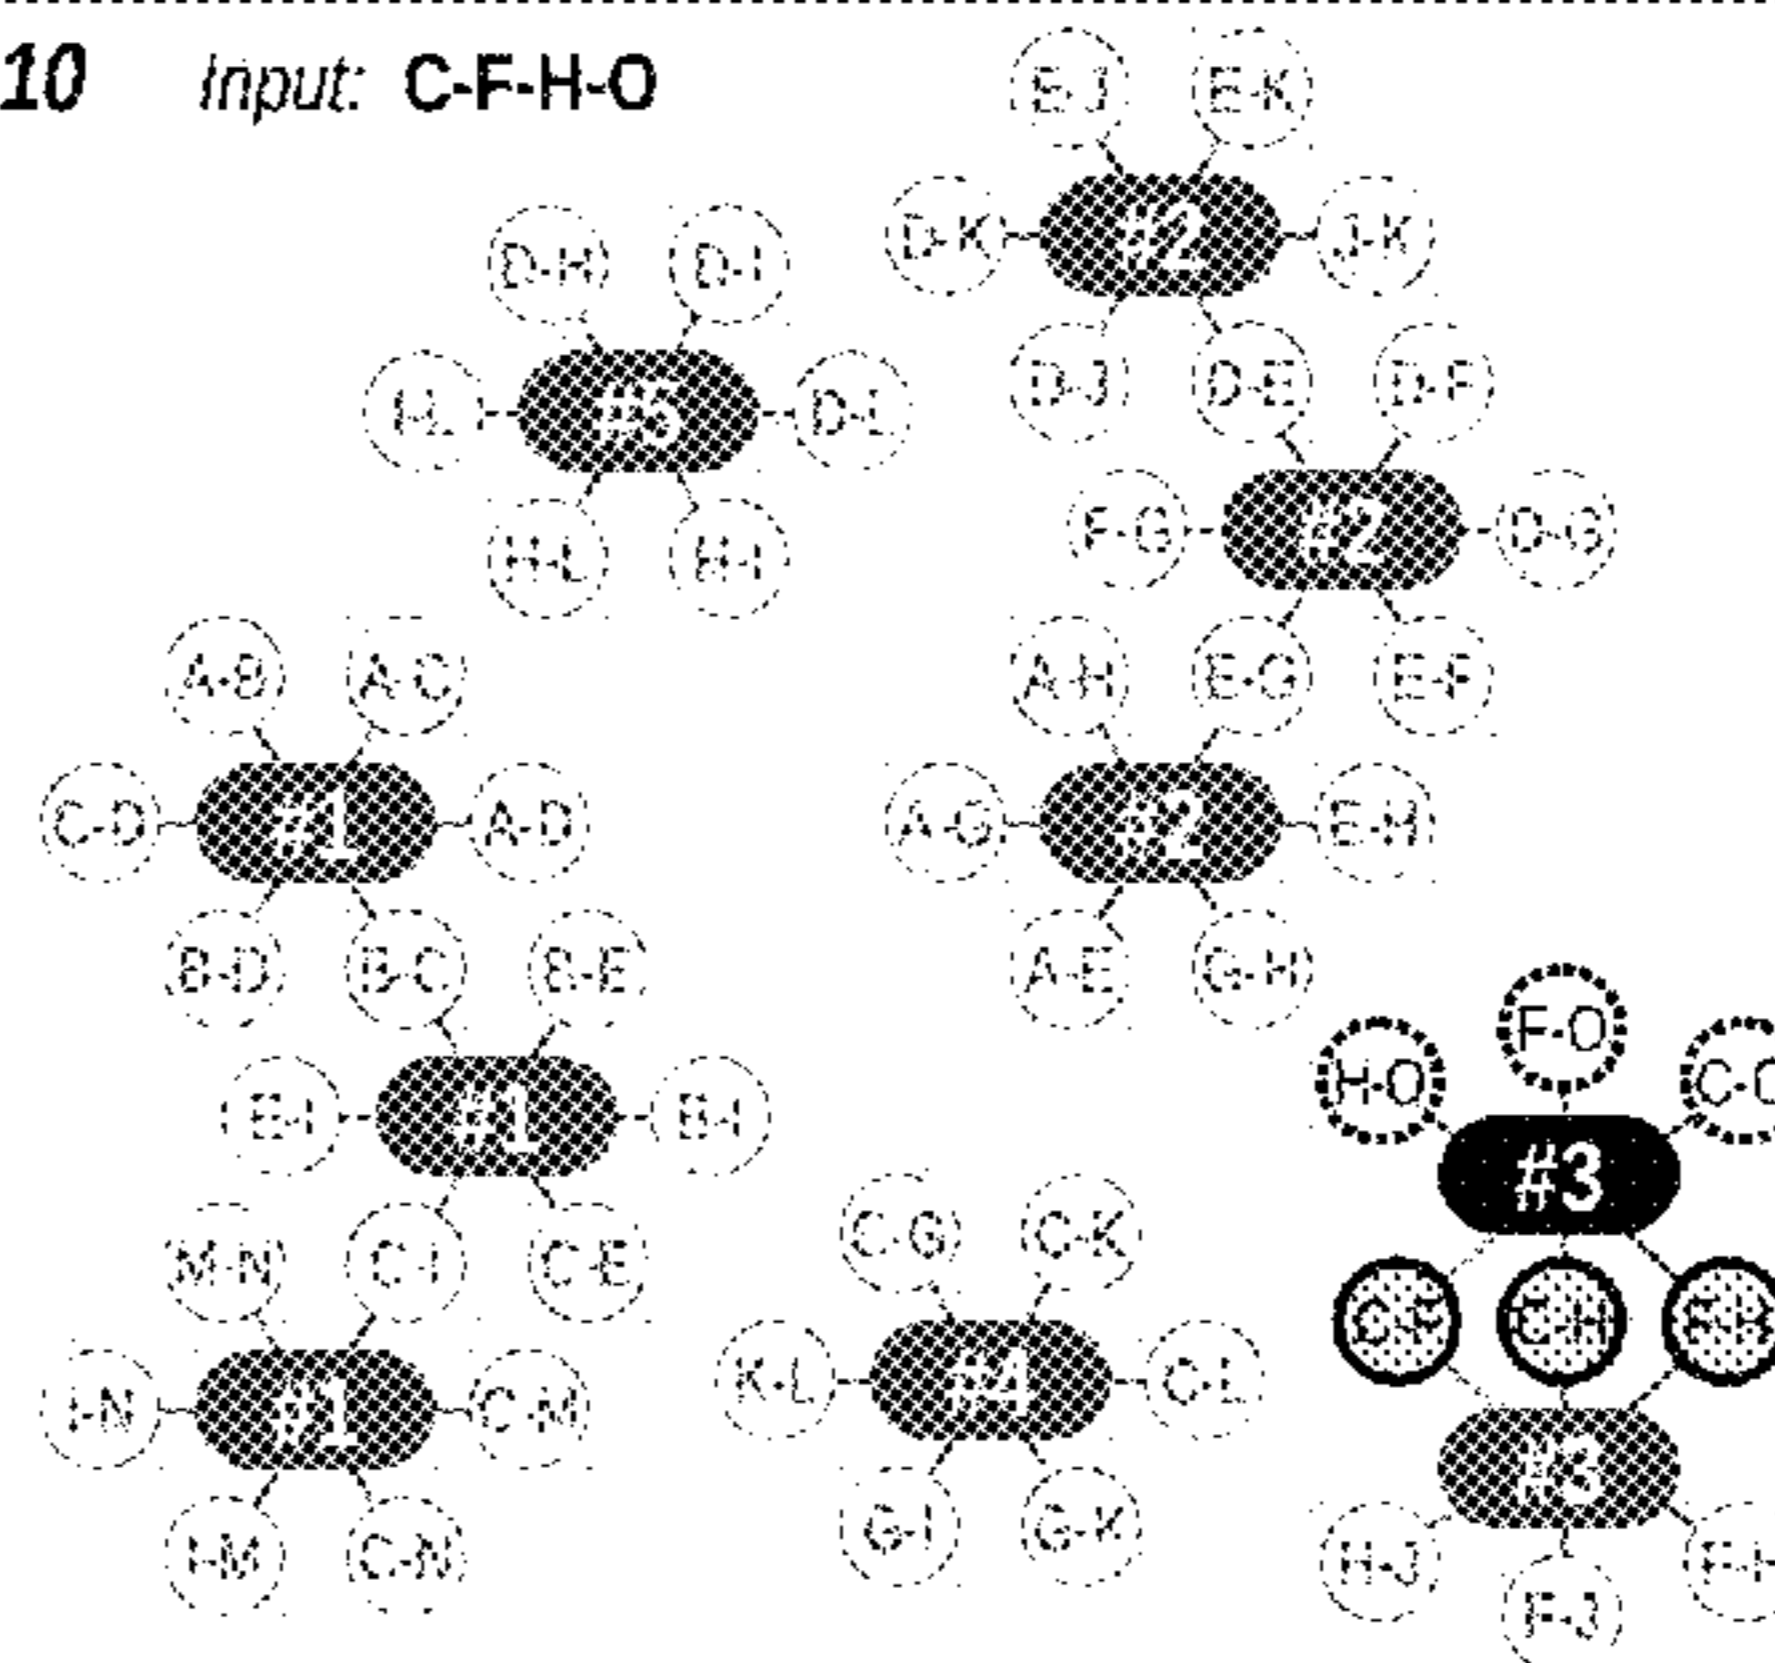 10 Input: C-F-H-O
E-J E-K
D-K #2 J-K
D-H D-I
D-J D-E D-F
I-L #5 D-L
F-G #2 D-G
H-L H-I
A-B A-C
A-H E-G E-F
C-D #1 A-D
A-G #2 E-H
B-D B-C B-E
A-E G-H
F-O
H-O
E-I #1 B-I
#3
M-N C-I C-E
C-G C-K
C-F C-H F-H
I-N #1 C-M
K-L #4 C-L
#3
I-M C-N
G-K
H-J
F-J